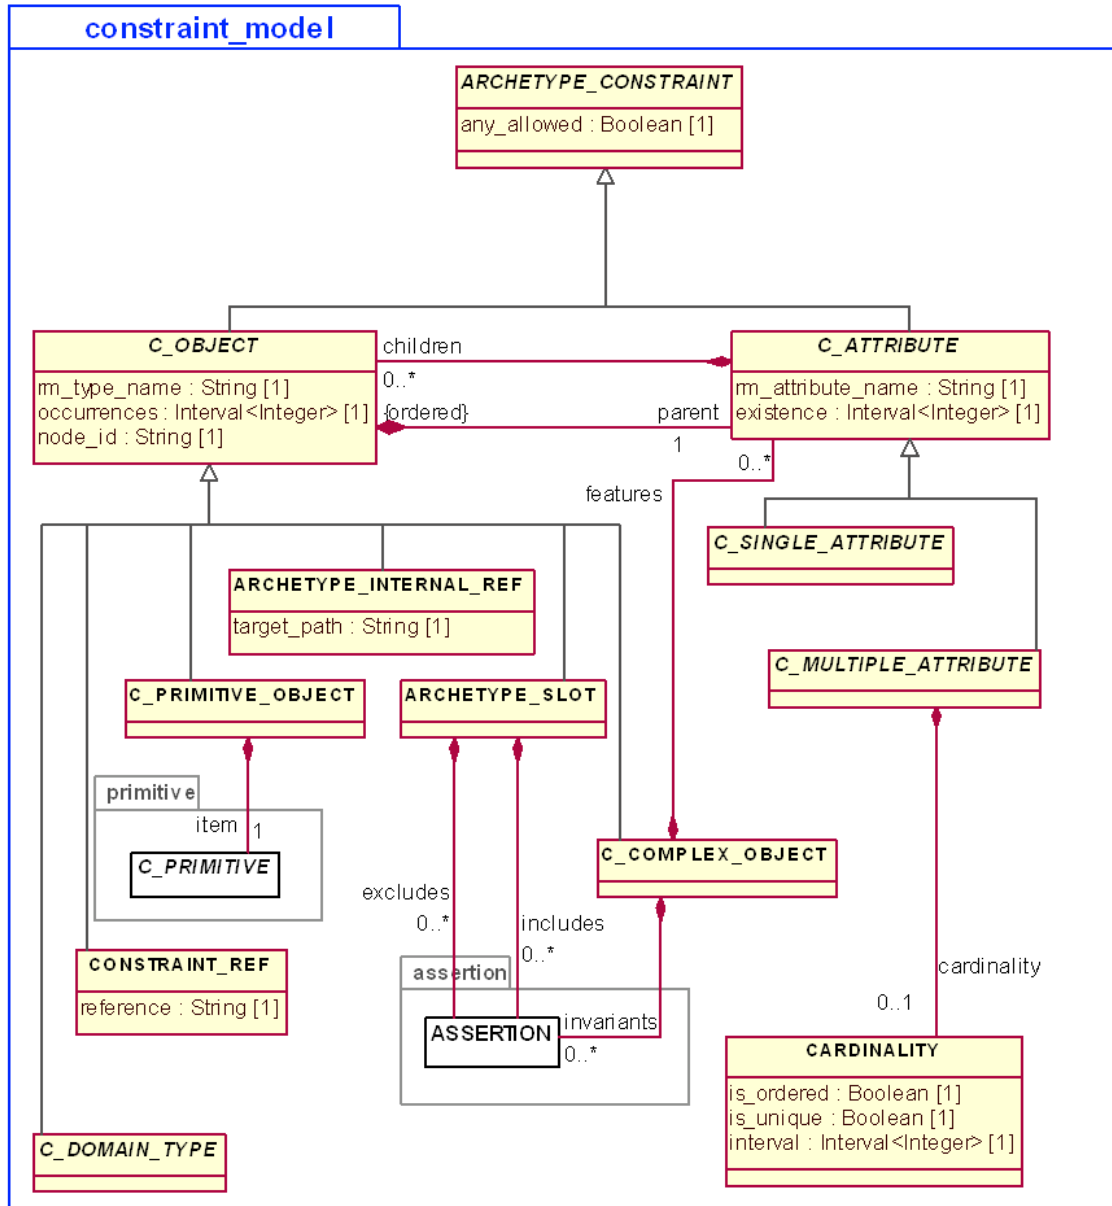 constraint_model
ARCHETYPE_CONSTRAINT
any_allowed : Boolean [1]
C_OBJECT
rm_type_name : String [1]
occurrences : Interval<Integer> [1]
node_id : String [1]
children
0..*
{ordered}
parent
1
C_ATTRIBUTE
rm_attribute_name : String [1]
existence : Interval<Integer> [1]
0..*
features
C_SINGLE_ATTRIBUTE
ARCHETYPE_INTERNAL_REF
target_path : String [1]
C_MULTIPLE_ATTRIBUTE
C_PRIMITIVE_OBJECT
ARCHETYPE_SLOT
primitive
item
1
C_PRIMITIVE
C_COMPLEX_OBJECT
excludes
0..*
includes
0..*
CONSTRAINT_REF
reference : String [1]
assertion
ASSERTION
invariants
0..*
cardinality
0..1
CARDINALITY
is_ordered : Boolean [1]
is_unique : Boolean [1]
interval : Interval<Integer> [1]
C_DOMAIN_TYPE